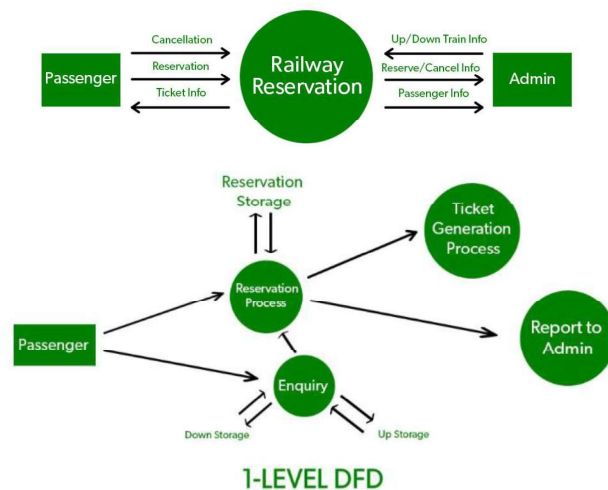 Cancellation
Up/Down Train Info
Passenger
Reservation
Railway
Reservation
Reserve/Cancel Info
Admin
Ticket Info
Passenger Info
Reservation
Storage
Ticket
Generation
Process
Reservation
Process
Passenger
Report to
Admin
Enquiry
Down Storage
Up Storage
1-LEVEL DFD